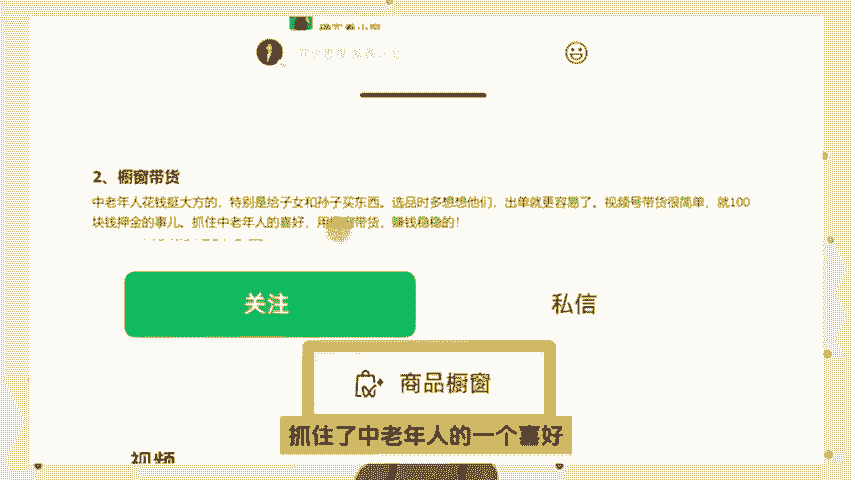 2、橱窗带货
中老年人花钱挺大方的，特别是给子女和孙子买东西。选品时多想想他们，出单就更容易了。视频号带货很简单，就100
块钱押金的事儿。抓住中老年人的喜好，用橱窗带货，赚钱稳稳的！
关注
私信
商品橱窗
抓住了中老年人的一个喜好
视频